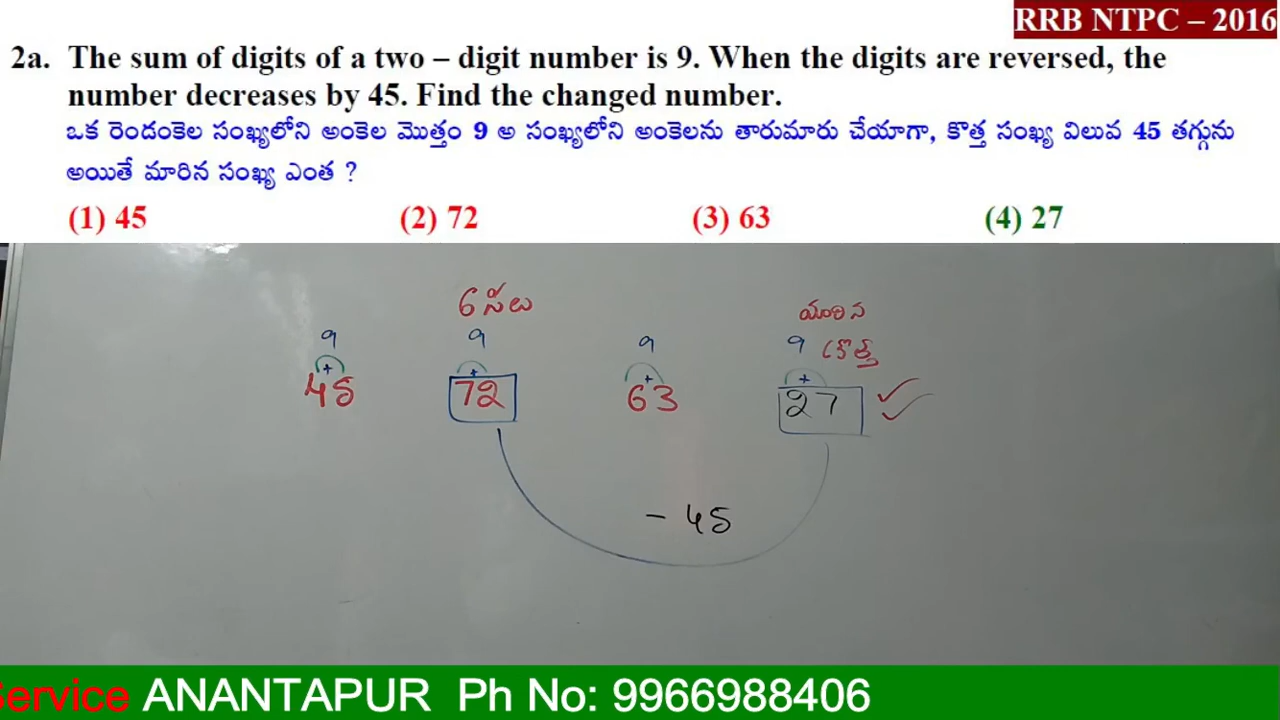 RRB NTPC – 2016
2a. The sum of digits of a two – digit number is 9. When the digits are reversed, the
number decreases by 45. Find the changed number.
ఒక రెండంకెల సంఖ్యలోని అంకెల మొత్తం 9 అ సంఖ్యలోని అంకెలను తారుమారు చేయాగా, కొత్త సంఖ్య విలువ 45 తగ్గును
అయితే మారిన సంఖ్య ఎంత ?
(1) 45 (2) 72 (3) 63 (4) 27
మారిన
9 9 9 9 కొత్త
+ + + +
45 72 63 27
- 45
Service ANANTAPUR Ph No: 9966988406